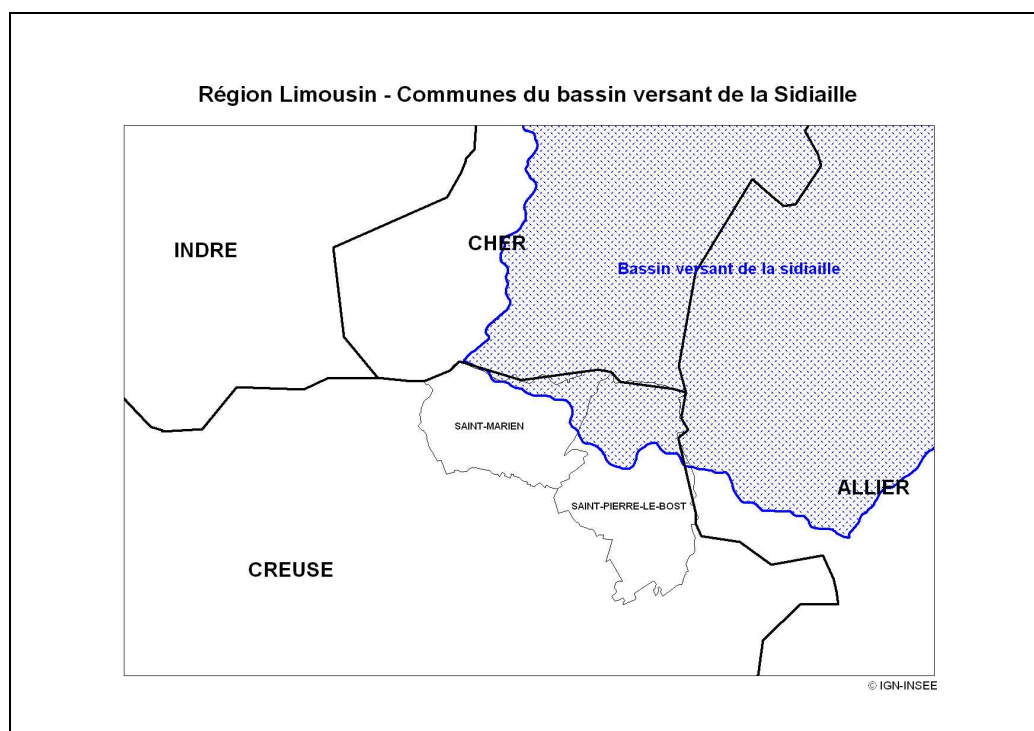 Région Limousin - Communes du bassin versant de la Sidiaille
INDRE
CHER
Bassin versant de la sidiaille
SAINT-MARIEN
ALLIER
SAINT-PIERRE-LE-BOST
CREUSE
© IGN-INSEE